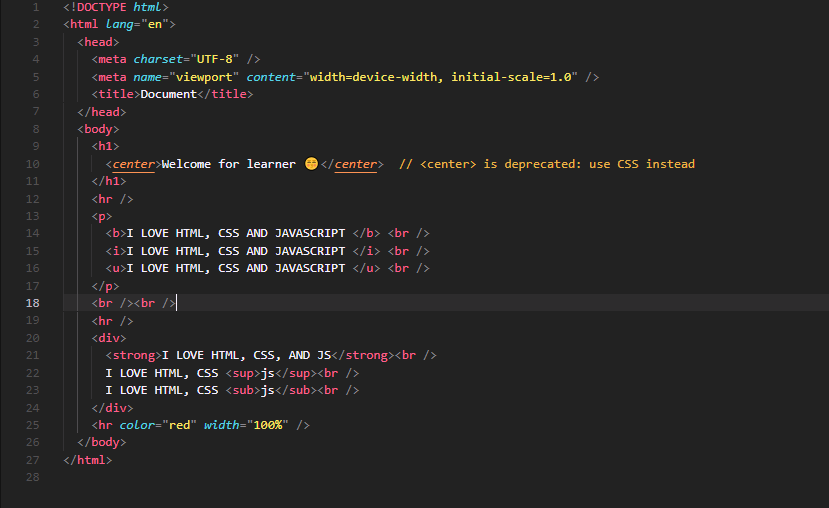 1 <!DOCTYPE html>
2 <html lang="en">
3   <head>
4     <meta charset="UTF-8" />
5     <meta name="viewport" content="width=device-width, initial-scale=1.0" />
6     <title>Document</title>
7   </head>
8   <body>
9     <h1>
10       <center>Welcome for learner 😁</center>  // <center> is deprecated: use CSS instead
11     </h1>
12     <hr />
13     <p>
14       <b>I LOVE HTML, CSS AND JAVASCRIPT </b> <br />
15       <i>I LOVE HTML, CSS AND JAVASCRIPT </i> <br />
16       <u>I LOVE HTML, CSS AND JAVASCRIPT </u> <br />
17     </p>
18     <br /><br />
19     <hr />
20     <div>
21       <strong>I LOVE HTML, CSS, AND JS</strong><br />
22       I LOVE HTML, CSS <sup>js</sup><br />
23       I LOVE HTML, CSS <sub>js</sub><br />
24     </div>
25     <hr color="red" width="100%" />
26   </body>
27 </html>
28